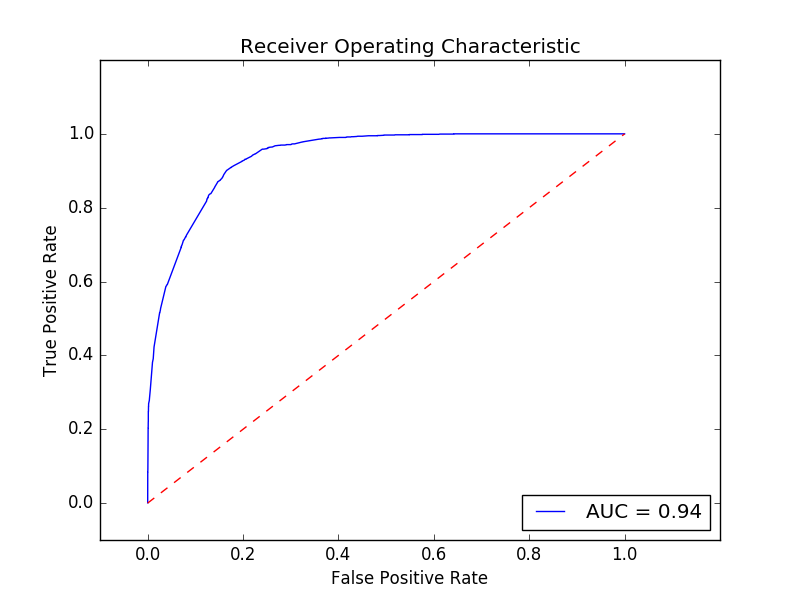 Receiver Operating Characteristic
True Positive Rate
1.0
0.8
0.6
0.4
0.2
0.0
AUC = 0.94
0.0 0.2 0.4 0.6 0.8 1.0
False Positive Rate